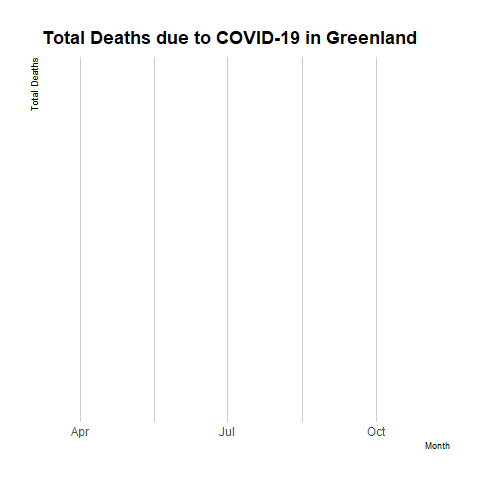 Total Deaths due to COVID-19 in Greenland
Total Deaths
Apr
Jul
Oct
Month